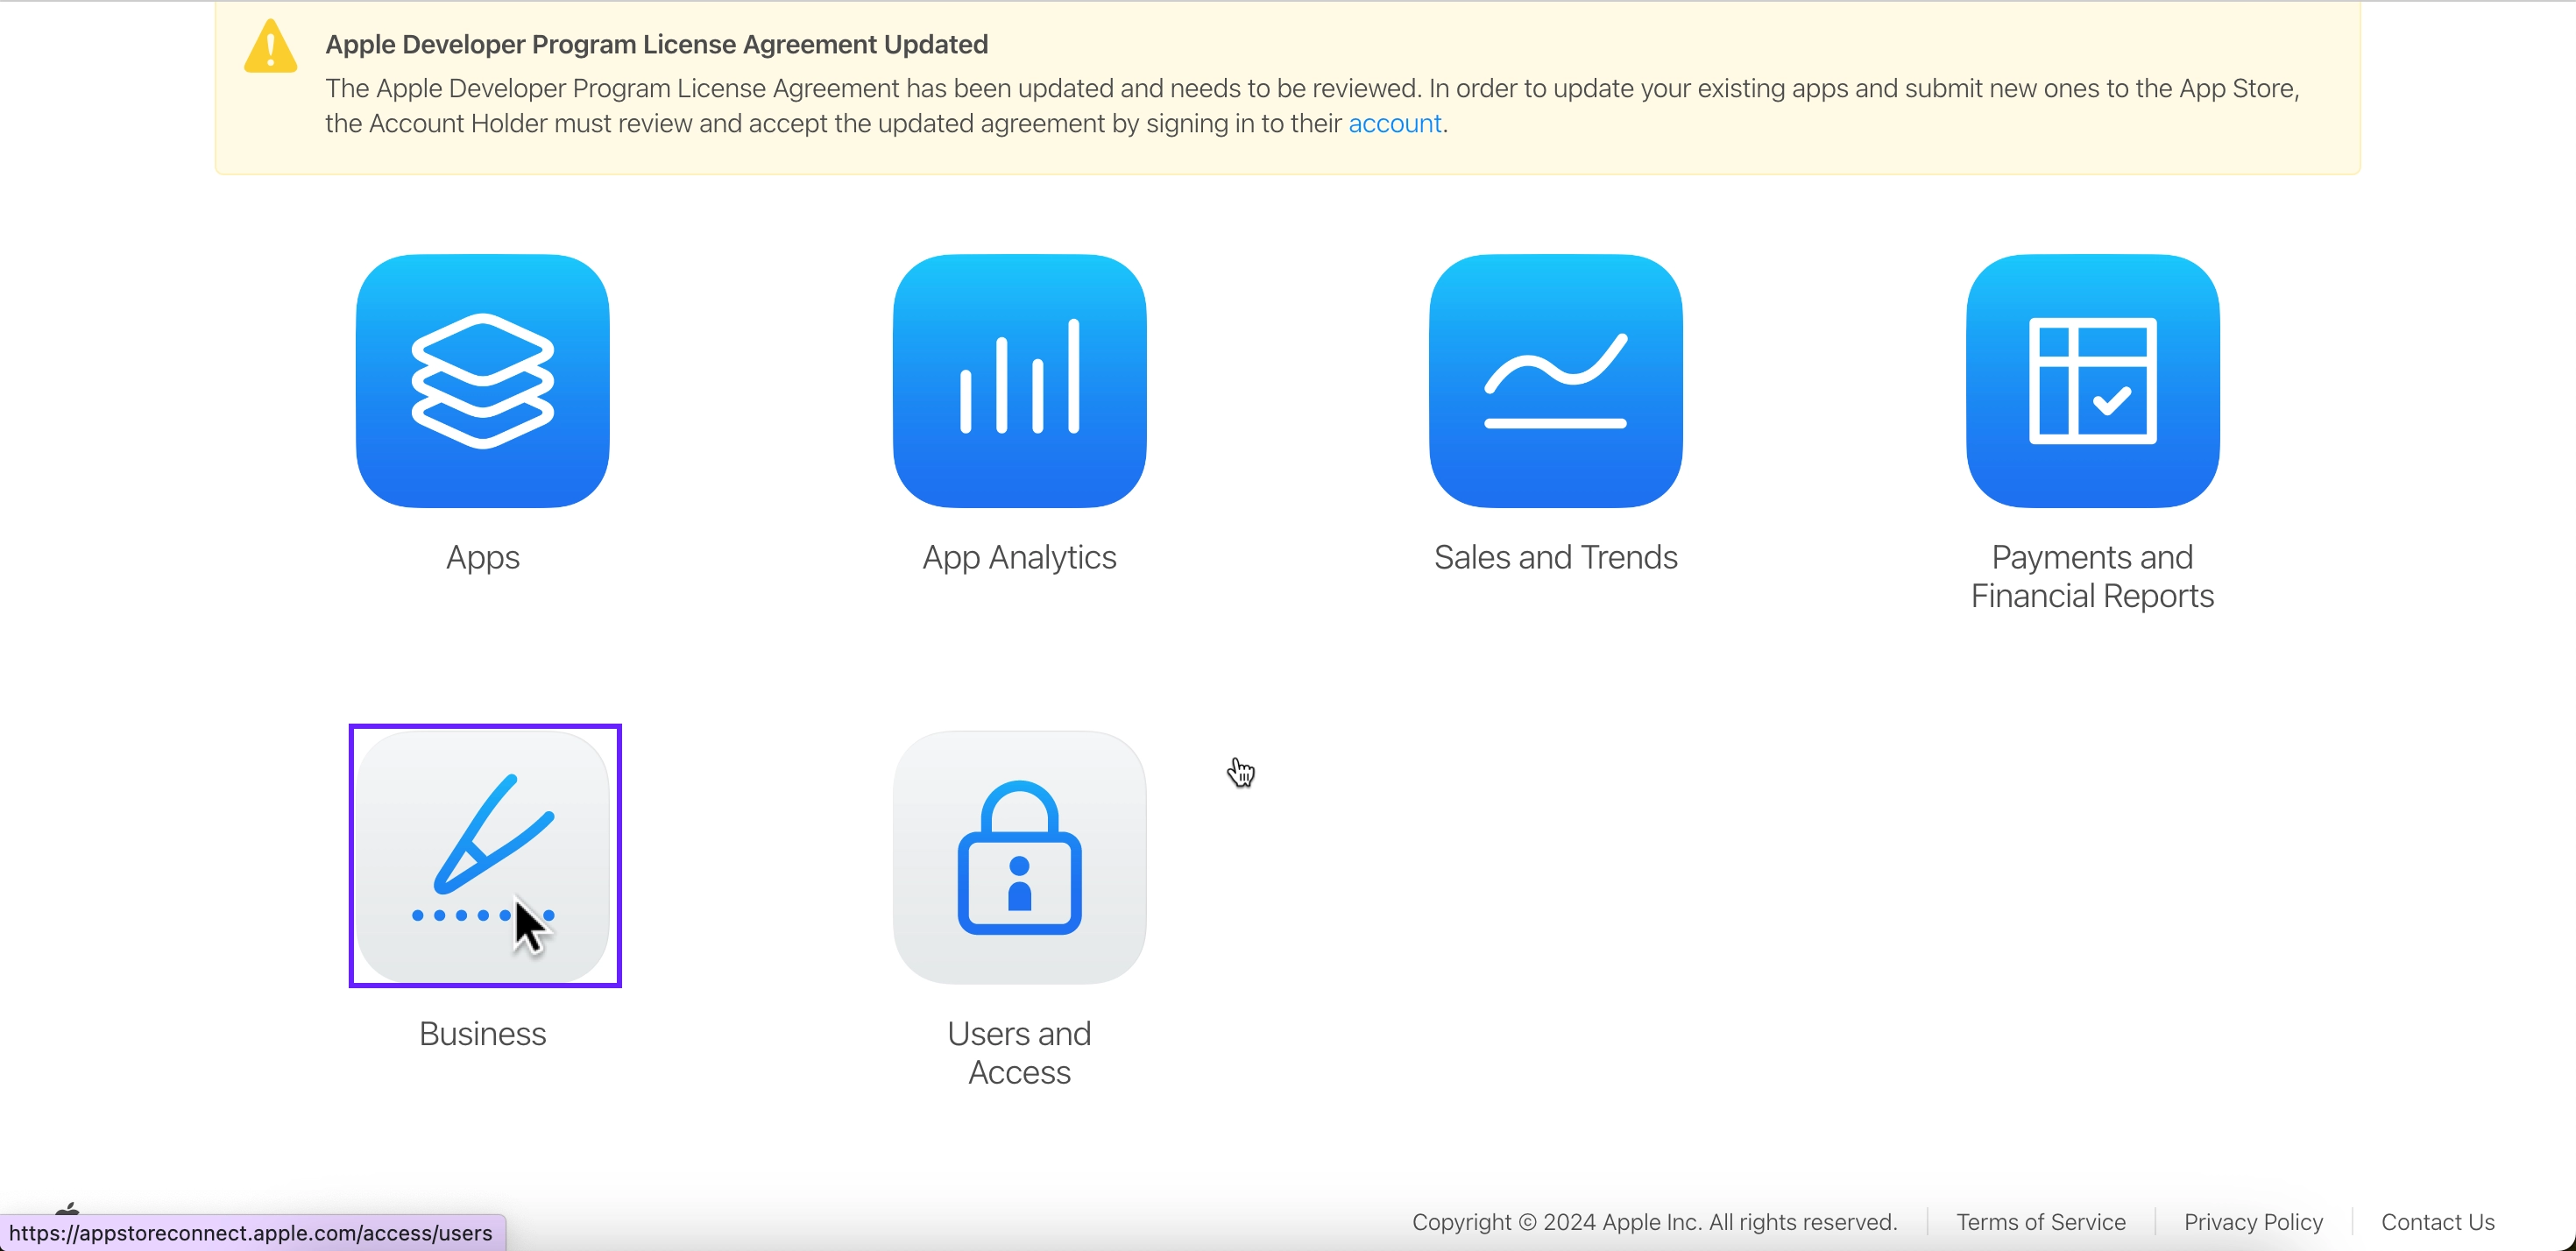 Apple Developer Program License Agreement Updated
The Apple Developer Program License Agreement has been updated and needs to be reviewed. In order to update your existing apps and submit new ones to the App Store,
the Account Holder must review and accept the updated agreement by signing in to their account.
Apps
App Analytics
Sales and Trends
Payments and
Financial Reports
Business
Users and
Access
Copyright © 2024 Apple Inc. All rights reserved.
Terms of Service
Privacy Policy
Contact Us
https://appstoreconnect.apple.com/access/users